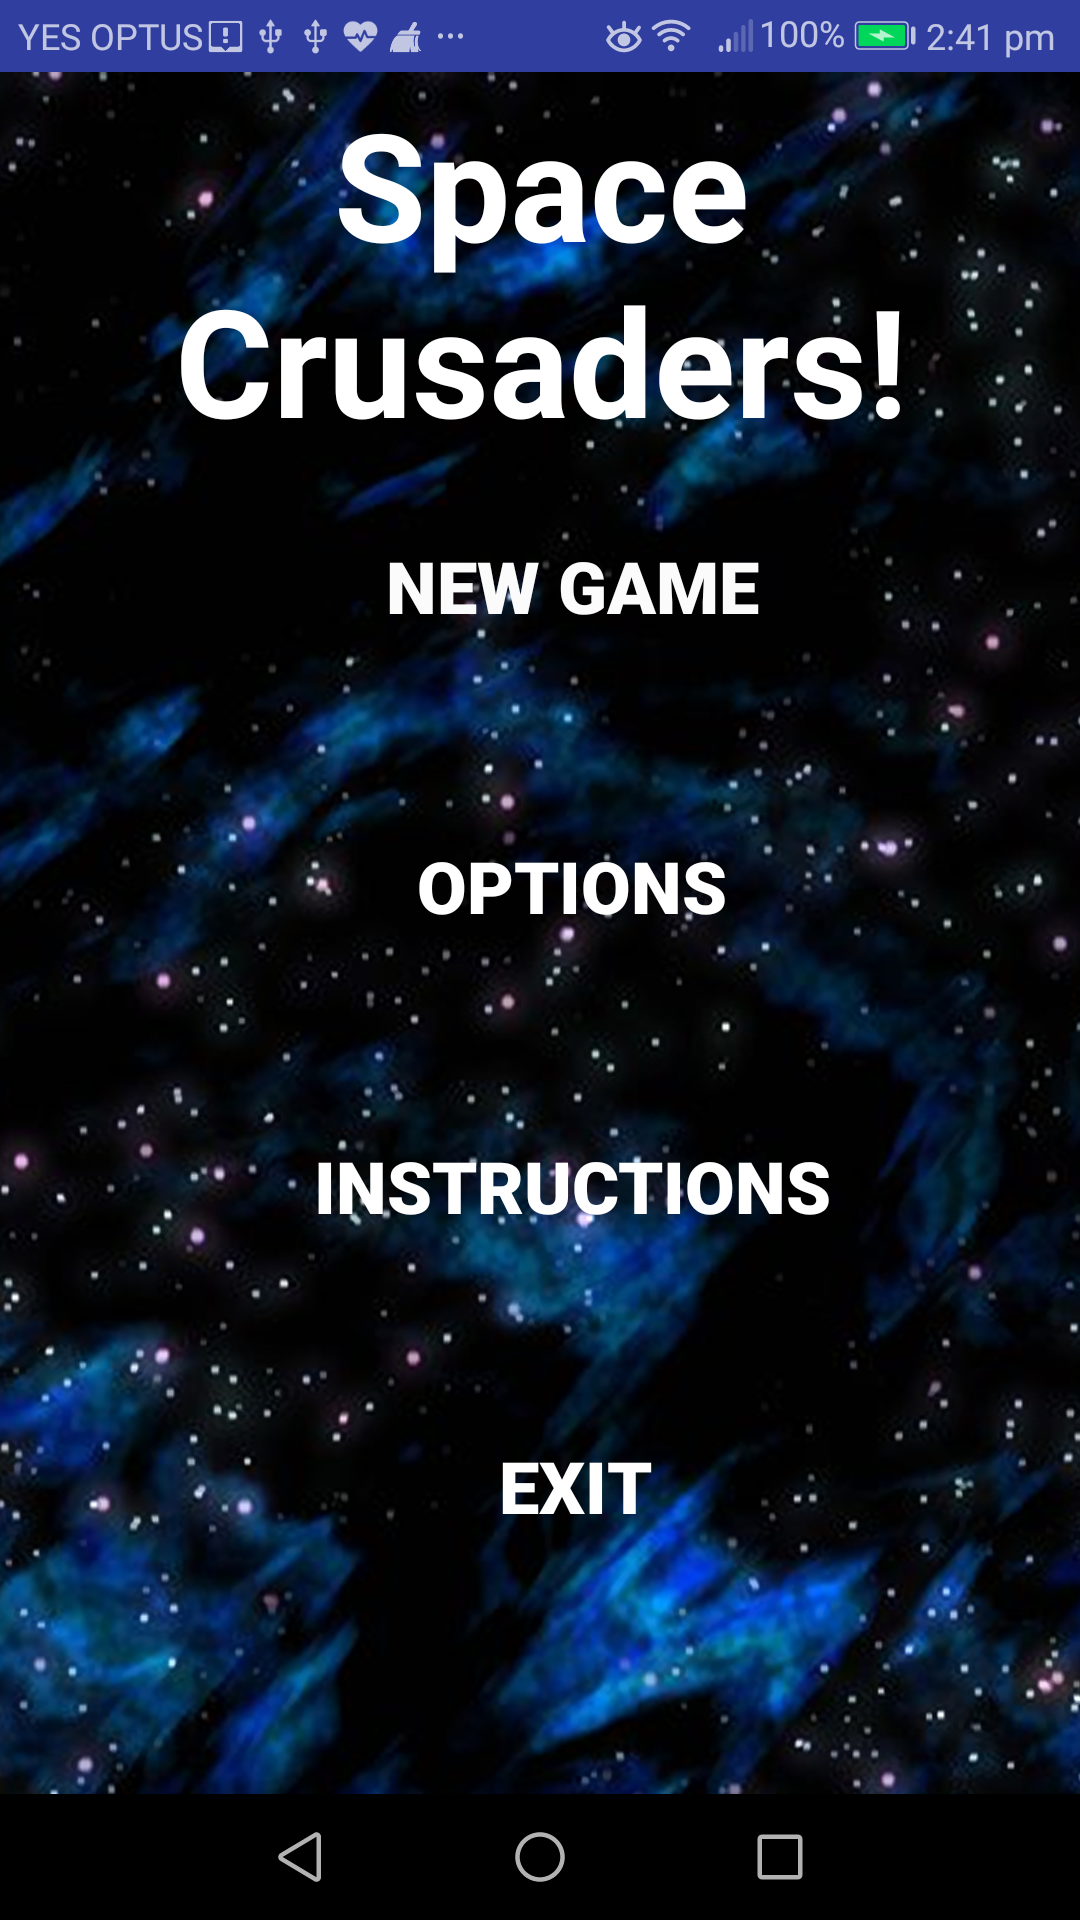 YES OPTUS 100% 2:41 pm
Space
Crusaders!
NEW GAME
OPTIONS
INSTRUCTIONS
EXIT